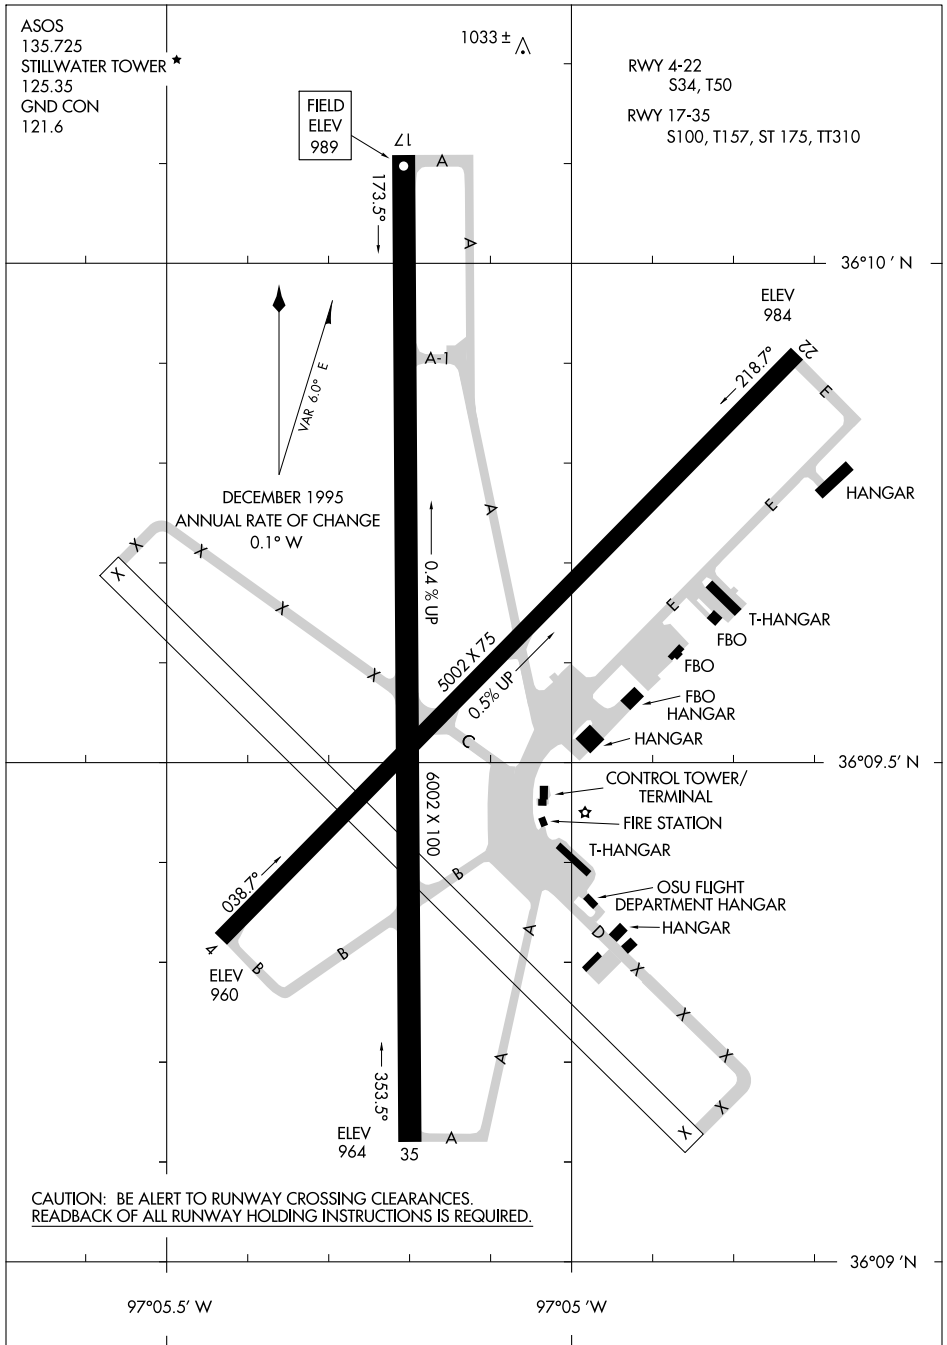 ASOS
135.725
STILLWATER TOWER
125.35
GND CON
121.6
1033 ±
RWY 4-22
S34, T50
RWY 17-35
S100, T157, ST 175, TT310
FIELD
ELEV
989
17
A
173.5°
A
36°10 ' N
ELEV
984
22
218.7°
A-1
E
VAR 6.0° E
HANGAR
DECEMBER 1995
ANNUAL RATE OF CHANGE
0.1° W
A
E
X
X
X
X
0.4 % UP
E
T-HANGAR
FBO
FBO
X
5002 X 75
0.5% UP
FBO
HANGAR
C
HANGAR
36°09.5' N
6002 X 100
CONTROL TOWER/
TERMINAL
FIRE STATION
T-HANGAR
B
038.7°
OSU FLIGHT
DEPARTMENT HANGAR
4
A
D
HANGAR
B
B
ELEV
960
X
X
X
A
353.5°
X
X
ELEV
964
35
A
CAUTION: BE ALERT TO RUNWAY CROSSING CLEARANCES.
READBACK OF ALL RUNWAY HOLDING INSTRUCTIONS IS REQUIRED.
36°09 'N
97°05.5' W
97°05 'W